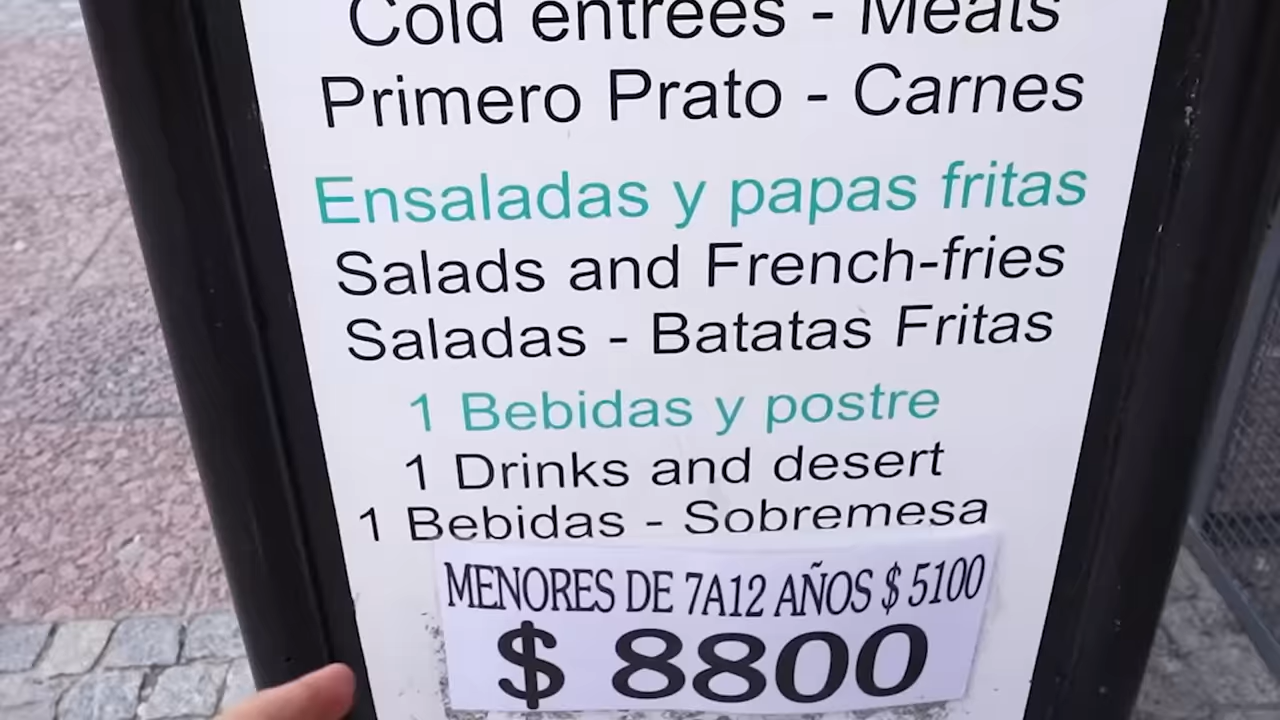 Cold entrees - Meats
Primero Prato - Carnes
Ensaladas y papas fritas
Salads and French-fries
Saladas - Batatas Fritas
1 Bebidas y postre
1 Drinks and desert
1 Bebidas - Sobremesa
MENORES DE 7A12 AÑOS $ 5100
$ 8800